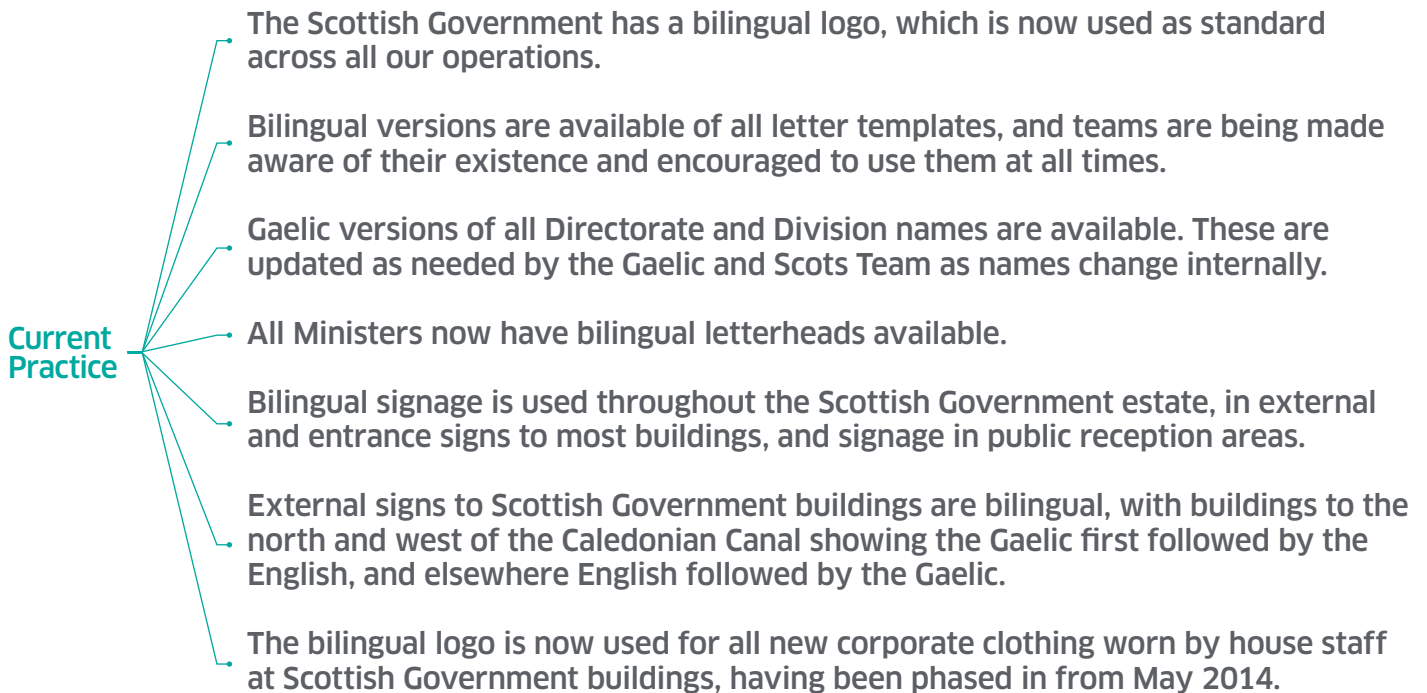 The Scottish Government has a bilingual logo, which is now used as standard
across all our operations.
Bilingual versions are available of all letter templates, and teams are being made
aware of their existence and encouraged to use them at all times.
Gaelic versions of all Directorate and Division names are available. These are
updated as needed by the Gaelic and Scots Team as names change internally.
Current
Practice
All Ministers now have bilingual letterheads available.
Bilingual signage is used throughout the Scottish Government estate, in external
and entrance signs to most buildings, and signage in public reception areas.
External signs to Scottish Government buildings are bilingual, with buildings to the
north and west of the Caledonian Canal showing the Gaelic first followed by the
English, and elsewhere English followed by the Gaelic.
The bilingual logo is now used for all new corporate clothing worn by house staff
at Scottish Government buildings, having been phased in from May 2014.